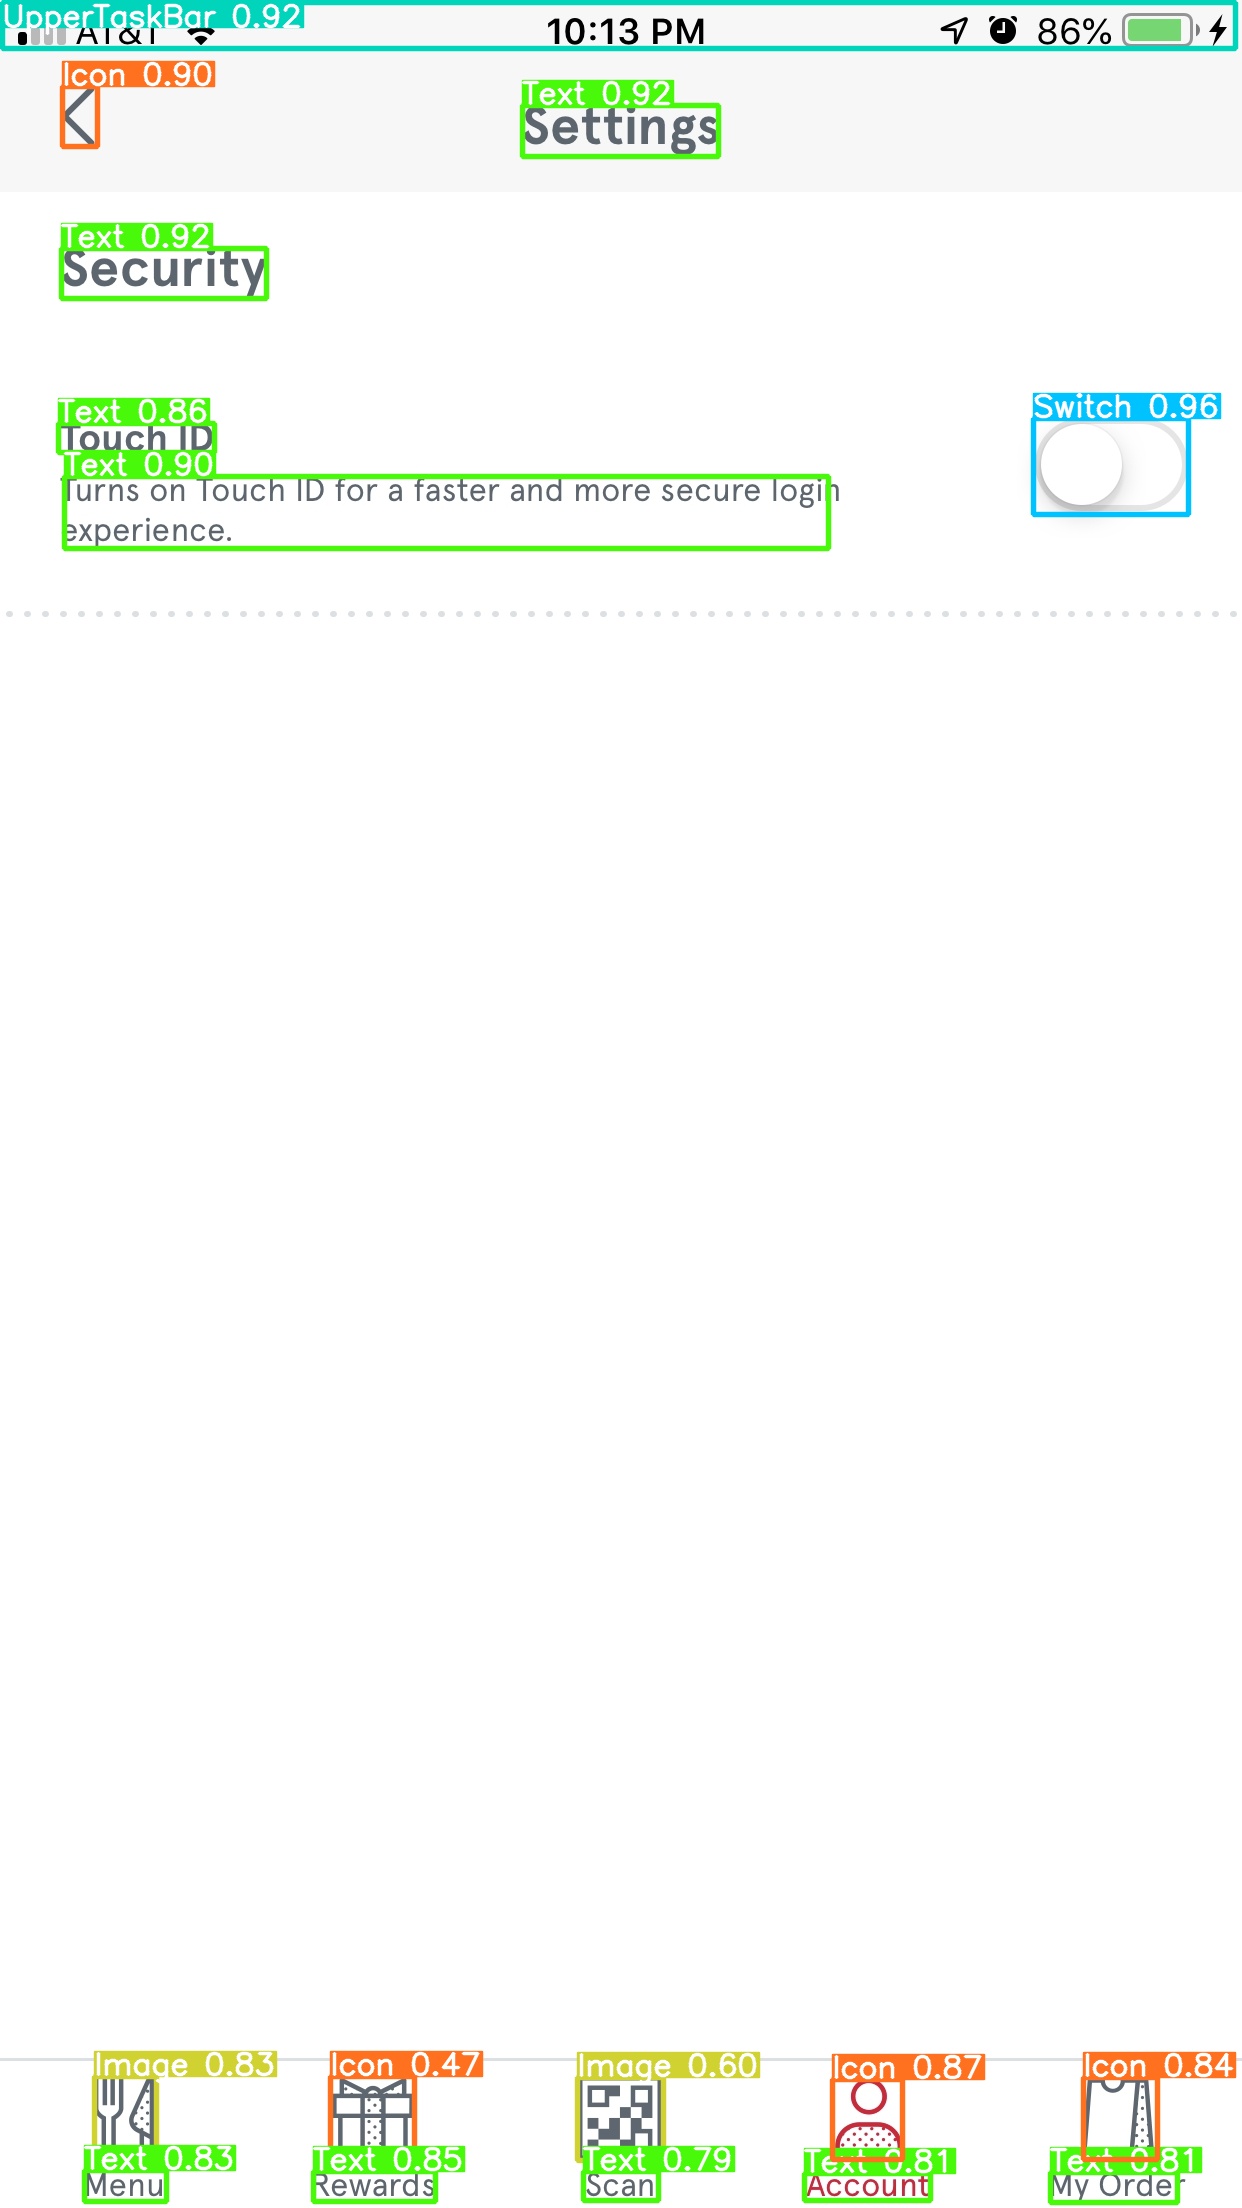 UpperTaskBar 0.92
AT&T 10:13 PM 86%
Icon 0.90
Text 0.92
Settings
Text 0.92
Security
Text 0.86
Switch 0.96
Touch ID
Text 0.90
Turns on Touch ID for a faster and more secure login
experience.
Image 0.83 Icon 0.47 Image 0.60 Icon 0.87 Icon 0.84
Text 0.83 Text 0.85 Text 0.79 Text 0.81 Text 0.81
Menu Rewards Scan Account My Order